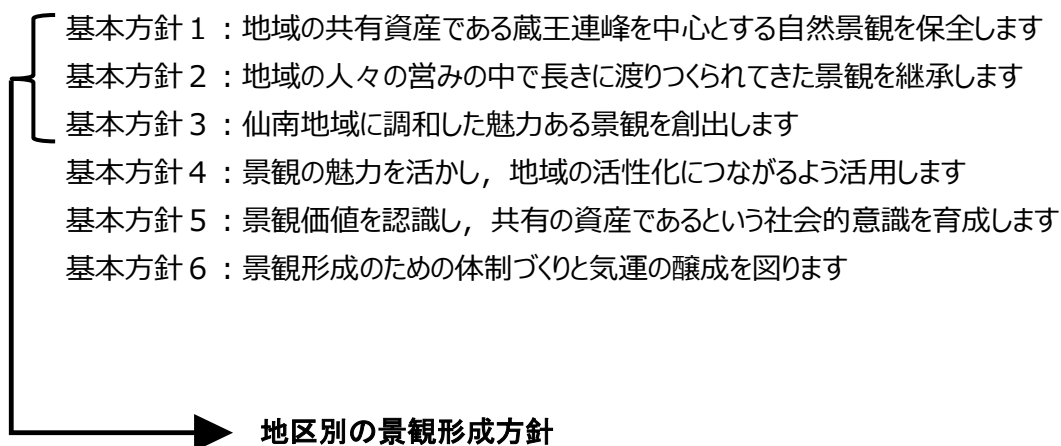 基本方針１：地域の共有資産である蔵王連峰を中心とする自然景観を保全します
基本方針２：地域の人々の営みの中で長きに渡りつくられてきた景観を継承します
基本方針３：仙南地域に調和した魅力ある景観を創出します
基本方針４：景観の魅力を活かし，地域の活性化につながるよう活用します
基本方針５：景観価値を認識し，共有の資産であるという社会的意識を育成します
基本方針６：景観形成のための体制づくりと気運の醸成を図ります
地区別の景観形成方針